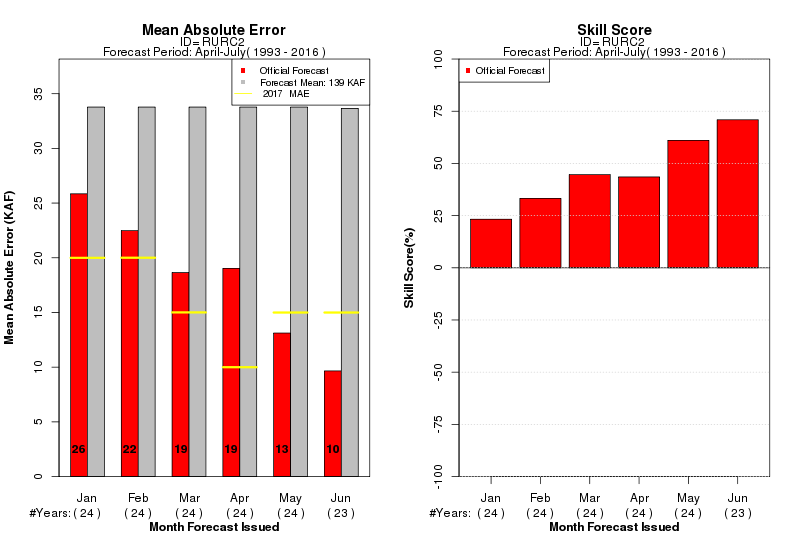 Mean Absolute Error
ID= RURC2
Forecast Period: April-July( 1993 - 2016 )
Official Forecast
Forecast Mean: 139 KAF
2017 MAE
Mean Absolute Error (KAF)
35
30
25
20
15
10
5
0
26 22 19 19 13 10
Jan Feb Mar Apr May Jun
#Years: ( 24 ) ( 24 ) ( 24 ) ( 24 ) ( 24 ) ( 23 )
Month Forecast Issued
Skill Score
ID= RURC2
Forecast Period: April-July( 1993 - 2016 )
Official Forecast
Skill Score(%)
100
75
50
25
0
-25
-50
-75
-100
Jan Feb Mar Apr May Jun
#Years: ( 24 ) ( 24 ) ( 24 ) ( 24 ) ( 24 ) ( 23 )
Month Forecast Issued